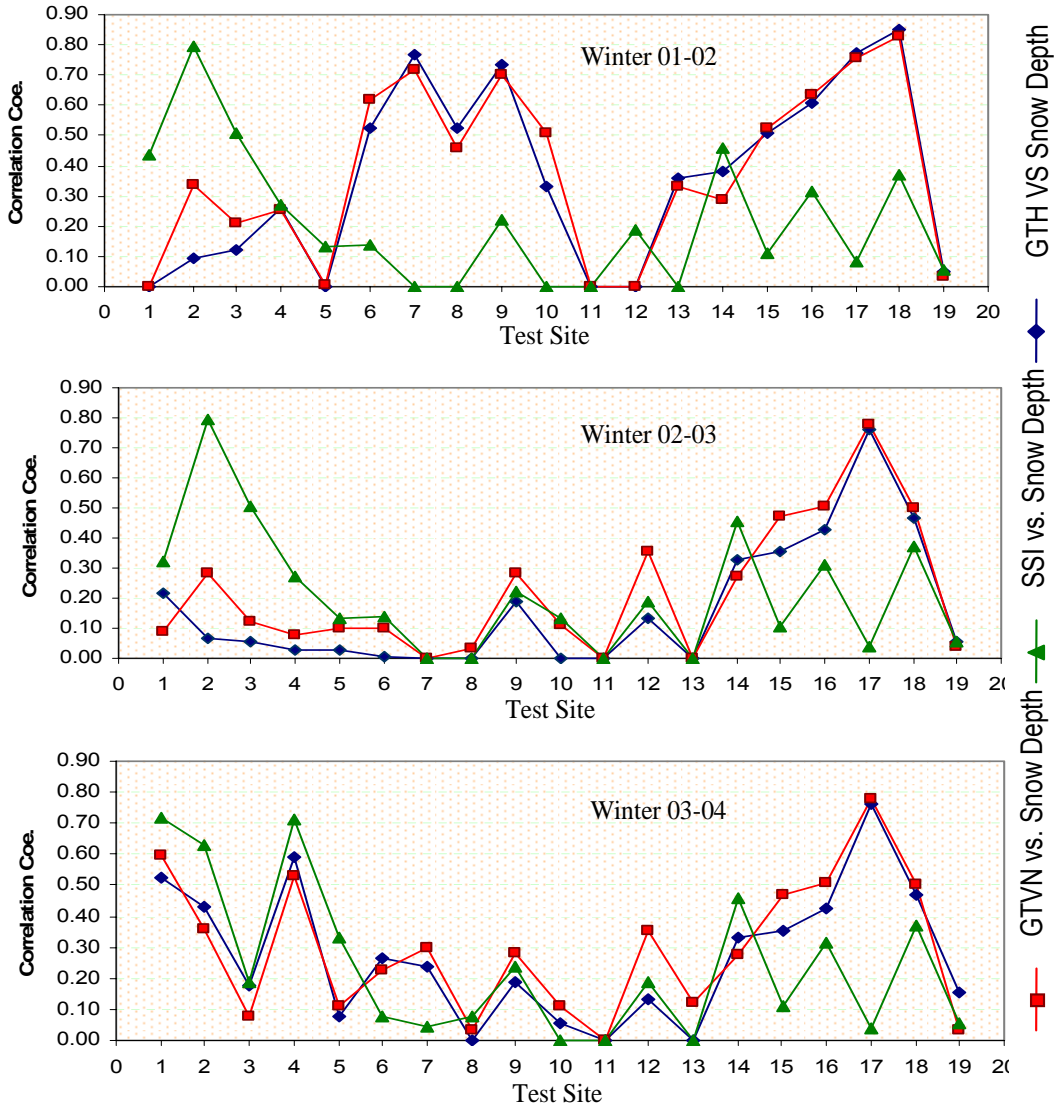 0.90
0.80
0.70
0.60
0.50
0.40
0.30
0.20
0.10
0.00
Correlation Coe.
Winter 01-02
0 1 2 3 4 5 6 7 8 9 10 11 12 13 14 15 16 17 18 19 20
Test Site
0.90
0.80
0.70
0.60
0.50
0.40
0.30
0.20
0.10
0.00
Correlation Coe.
Winter 02-03
0 1 2 3 4 5 6 7 8 9 10 11 12 13 14 15 16 17 18 19 20
Test Site
0.90
0.80
0.70
0.60
0.50
0.40
0.30
0.20
0.10
0.00
Correlation Coe.
Winter 03-04
0 1 2 3 4 5 6 7 8 9 10 11 12 13 14 15 16 17 18 19 20
Test Site
GTVN vs. Snow Depth
SSI vs. Snow Depth
GTH VS Snow Depth